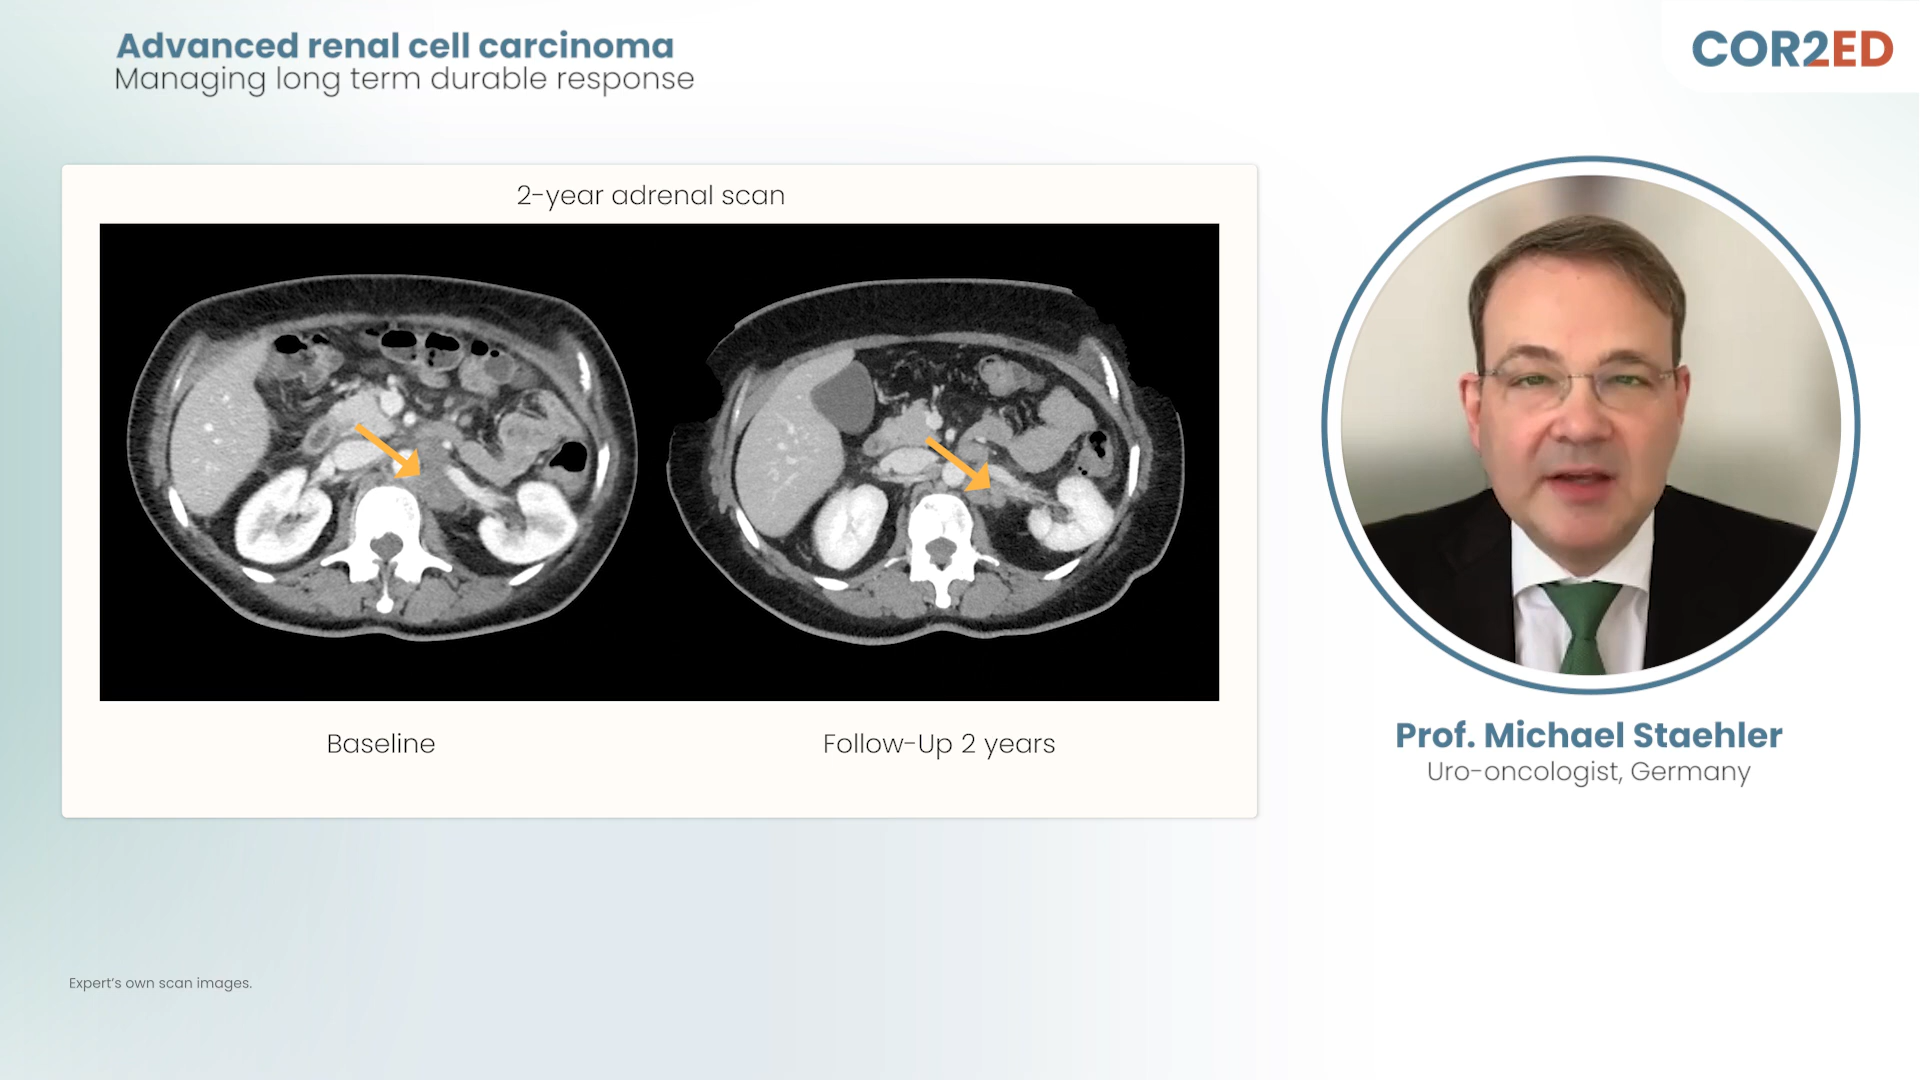 Advanced renal cell carcinoma
Managing long term durable response
COR2ED
2-year adrenal scan
Baseline
Follow-Up 2 years
Prof. Michael Staehler
Uro-oncologist, Germany
Expert’s own scan images.